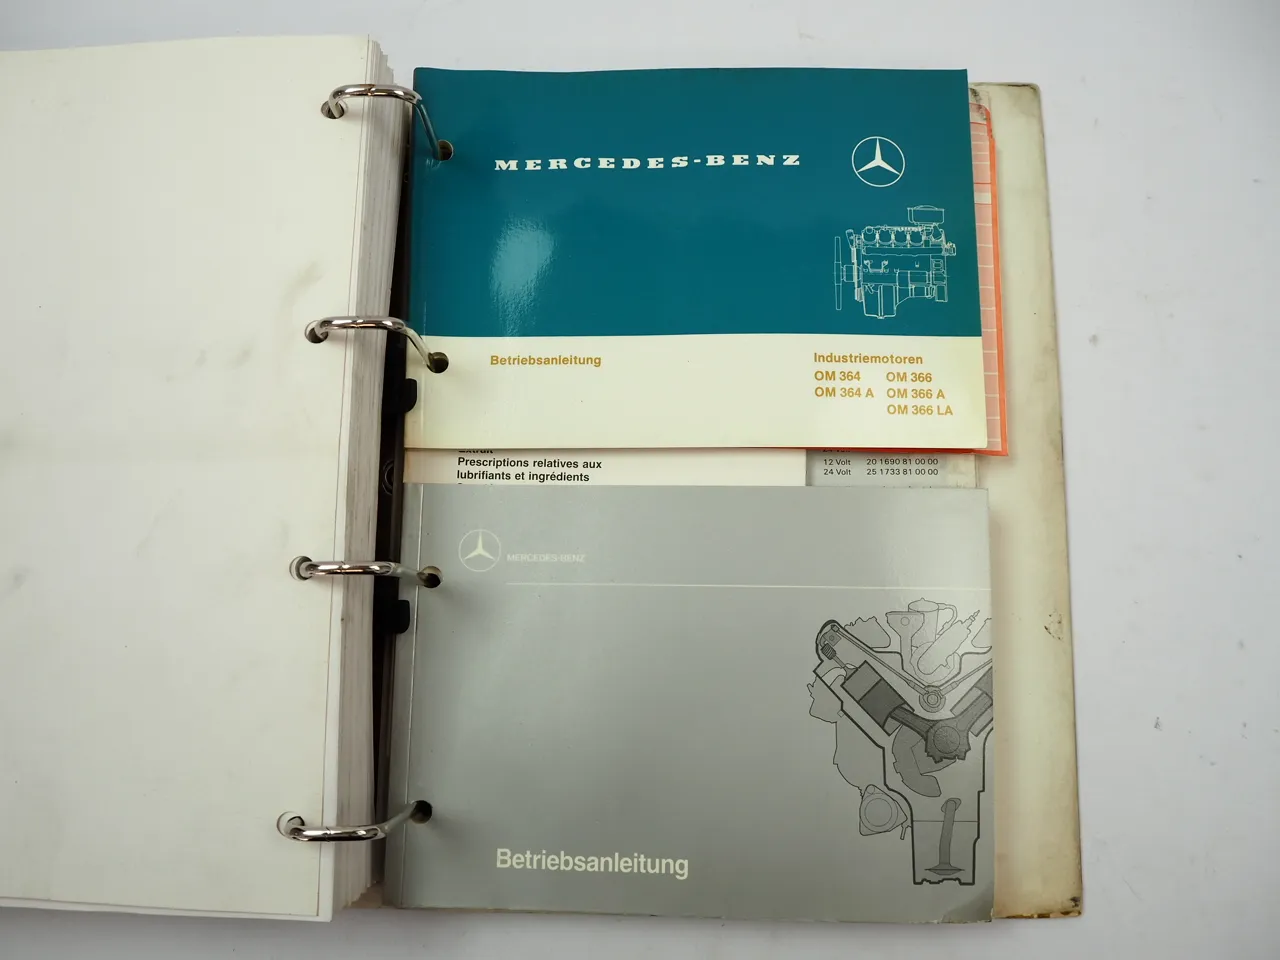 MERCEDES-BENZ
Betriebsanleitung
Industriemotoren
OM 364 OM 366
OM 364 A OM 366 A
OM 366 LA
Extrait
Prescriptions relatives aux
lubrifiants et ingrédients
12 Volt 20 1690 81 00 00
24 Volt 25 1733 81 00 00
MERCEDES-BENZ
Betriebsanleitung